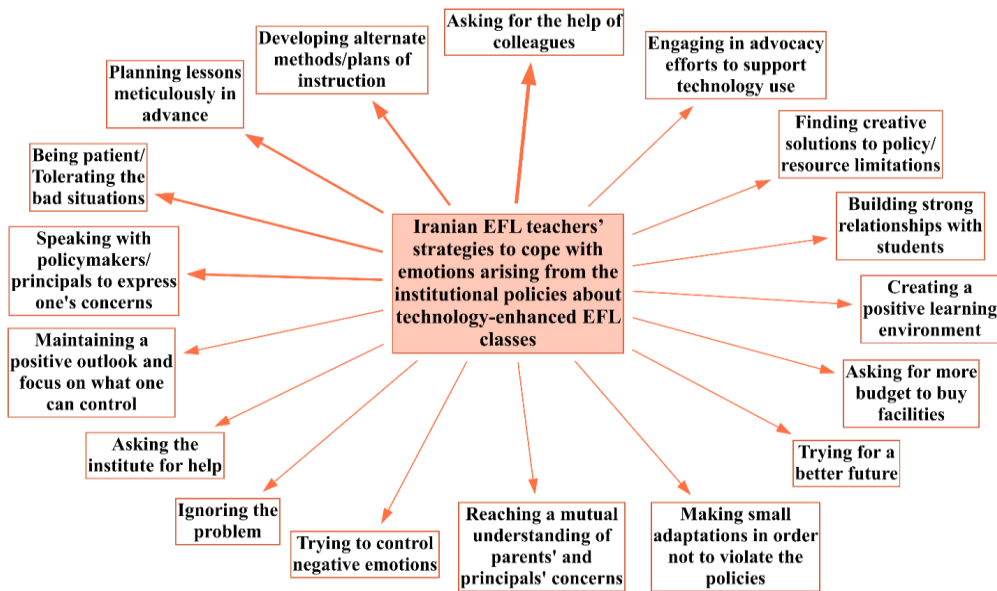 Asking for the help of
colleagues
Developing alternate
methods/plans of
instruction
Engaging in advocacy
efforts to support
technology use
Planning lessons
meticulously in
advance
Finding creative
solutions to policy/
resource limitations
Being patient/
Tolerating the
bad situations
Building strong
relationships with
students
Iranian EFL teachers’
strategies to cope with
emotions arising from the
institutional policies about
technology-enhanced EFL
classes
Speaking with
policymakers/
principals to express
one's concerns
Creating a
positive learning
environment
Maintaining a
positive outlook and
focus on what one
can control
Asking for more
budget to buy
facilities
Asking the
institute for help
Trying for a
better future
Ignoring the
problem
Trying to control
negative emotions
Reaching a mutual
understanding of
parents' and
principals' concerns
Making small
adaptations in order
not to violate the
policies